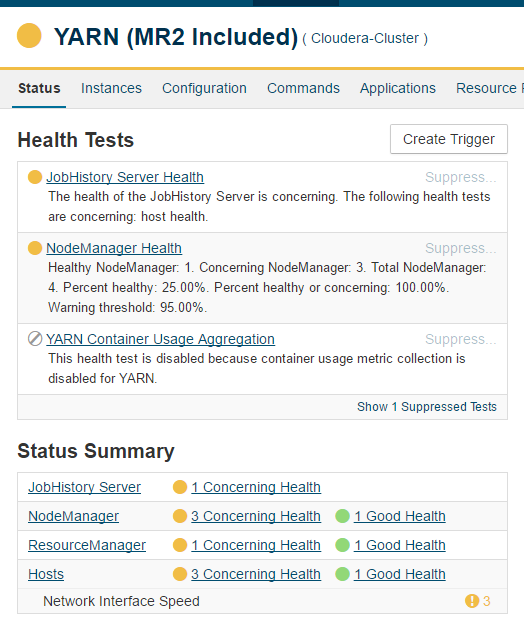 YARN (MR2 Included) ( Cloudera-Cluster )
Status Instances Configuration Commands Applications Resource
Health Tests Create Trigger
JobHistory Server Health Suppress...
The health of the JobHistory Server is concerning. The following health tests
are concerning: host health.
NodeManager Health Suppress...
Healthy NodeManager: 1. Concerning NodeManager: 3. Total NodeManager:
4. Percent healthy: 25.00%. Percent healthy or concerning: 100.00%.
Warning threshold: 95.00%.
YARN Container Usage Aggregation Suppress...
This health test is disabled because container usage metric collection is
disabled for YARN.
Show 1 Suppressed Tests
Status Summary
JobHistory Server 1 Concerning Health
NodeManager 3 Concerning Health 1 Good Health
ResourceManager 1 Concerning Health 1 Good Health
Hosts 3 Concerning Health 1 Good Health
Network Interface Speed 3